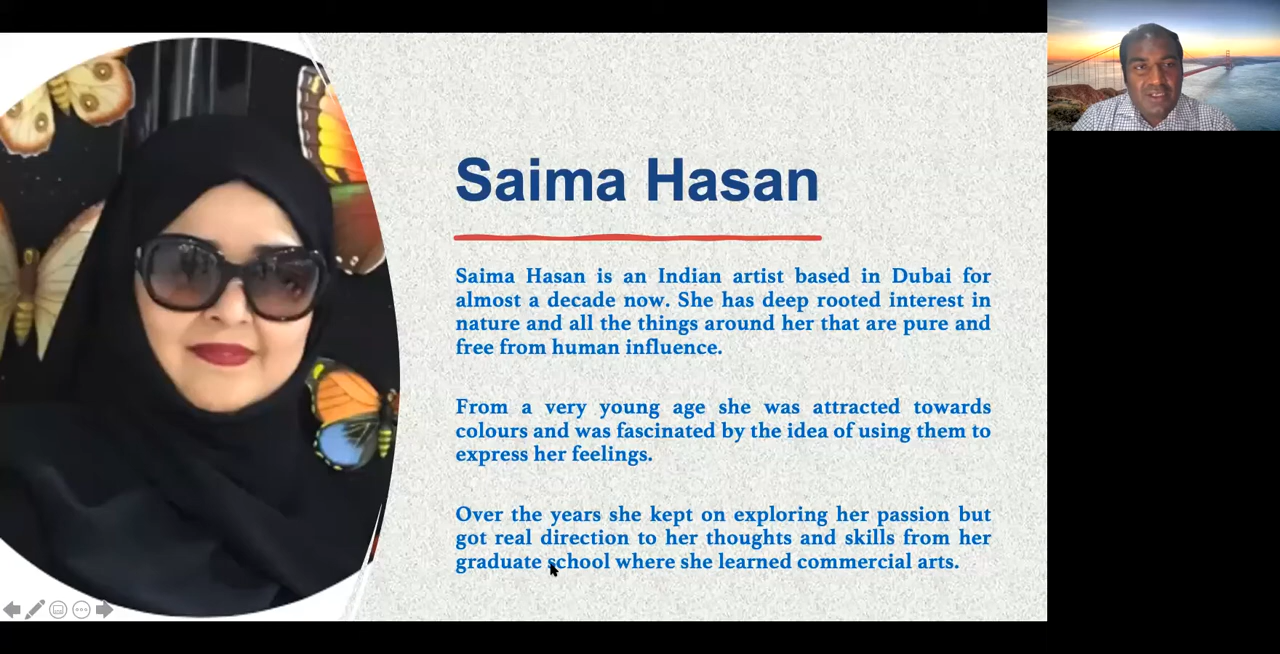 Saima Hasan
Saima Hasan is an Indian artist based in Dubai for
almost a decade now. She has deep rooted interest in
nature and all the things around her that are pure and
free from human influence.
From a very young age she was attracted towards
colours and was fascinated by the idea of using them to
express her feelings.
Over the years she kept on exploring her passion but
got real direction to her thoughts and skills from her
graduate school where she learned commercial arts.